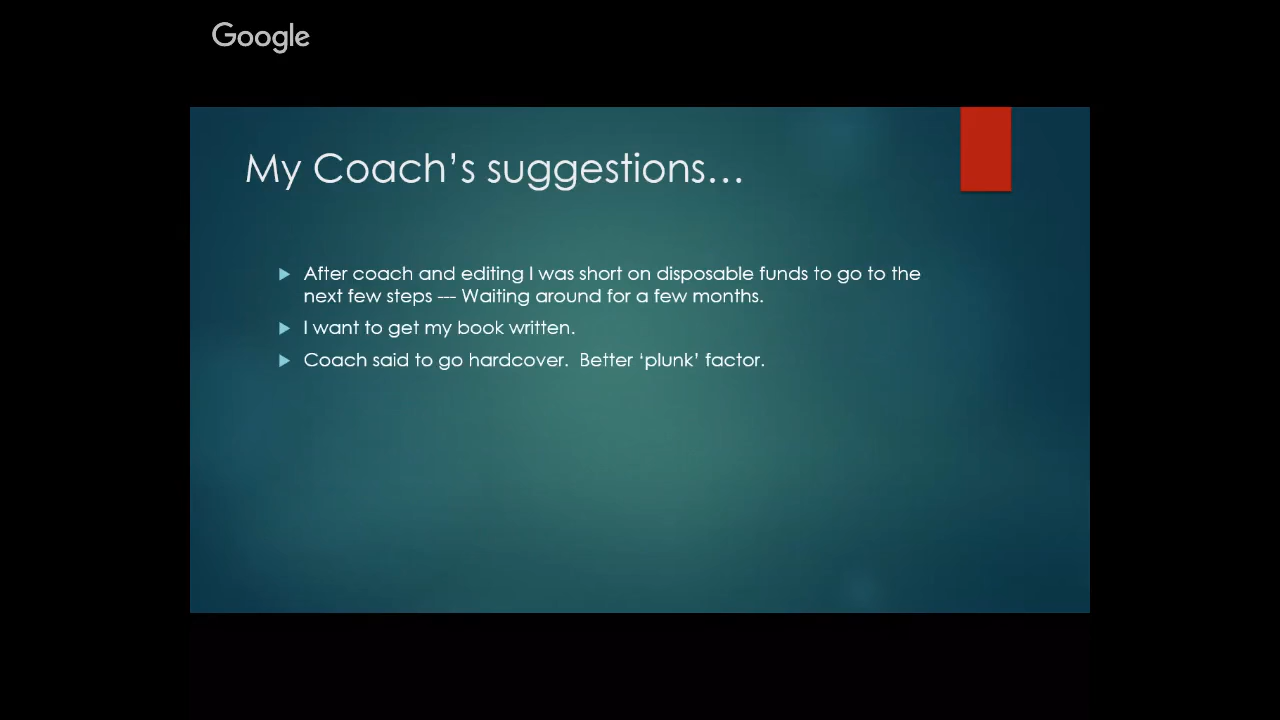 Google
My Coach’s suggestions…
After coach and editing I was short on disposable funds to go to the
next few steps --- Waiting around for a few months.
I want to get my book written.
Coach said to go hardcover.  Better ‘plunk’ factor.